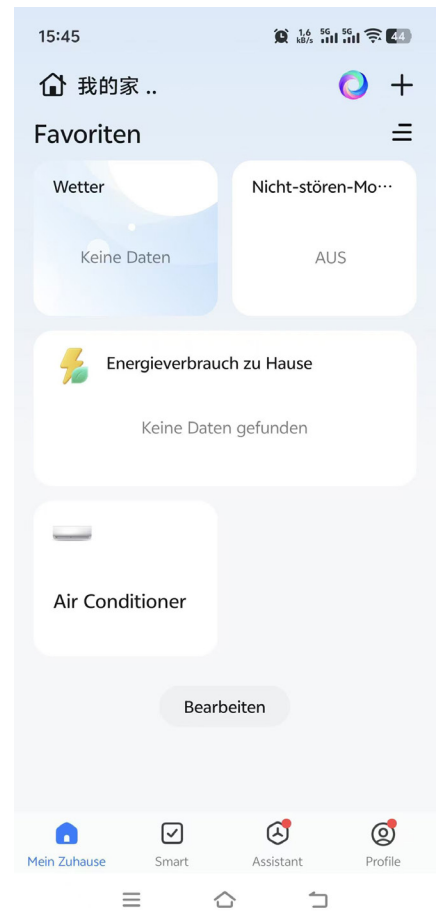 15:45
1,6 kB/s 5G 5G 44
我的家 ..
Favoriten
Wetter
Nicht-stören-Mo···
Keine Daten
AUS
Energieverbrauch zu Hause
Keine Daten gefunden
Air Conditioner
Bearbeiten
Mein Zuhause
Smart
Assistant
Profile